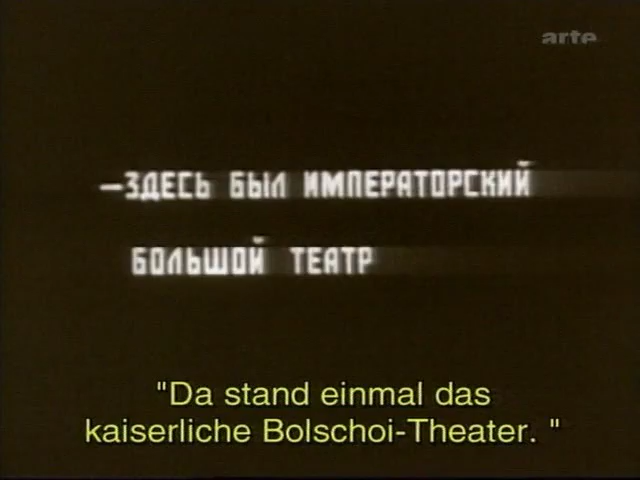 arte
—ЗДЕСЬ БЫЛ ИМПЕРАТОРСКИЙ
БОЛЬШОЙ ТЕАТР
"Da stand einmal das
kaiserliche Bolschoi-Theater. "